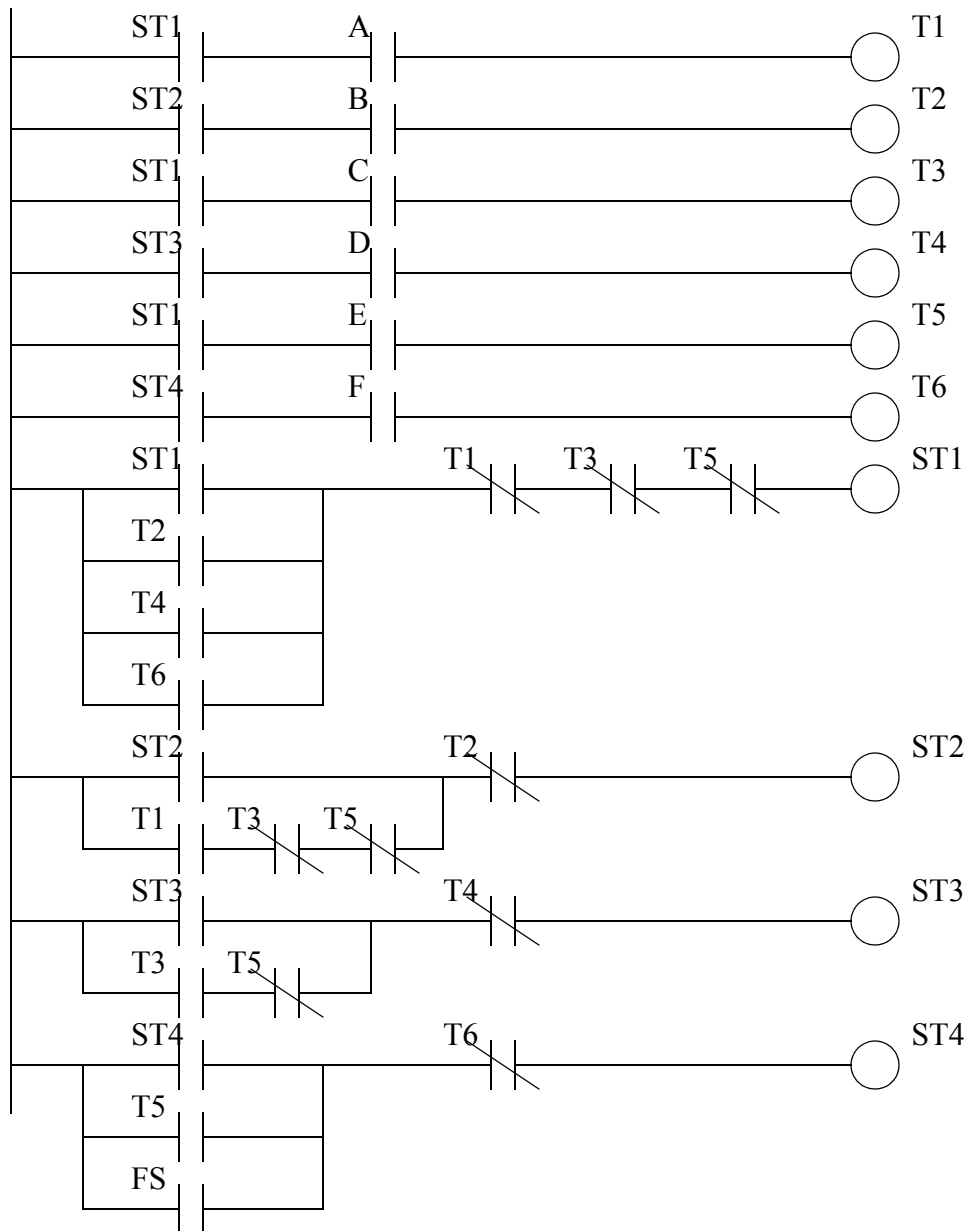 ST1 A T1
ST2 B T2
ST1 C T3
ST3 D T4
ST1 E T5
ST4 F T6
ST1 T1 T3 T5 ST1
T2
T4
T6
ST2 T2 ST2
T1 T3 T5
ST3 T4 ST3
T3 T5
ST4 T6 ST4
T5
FS